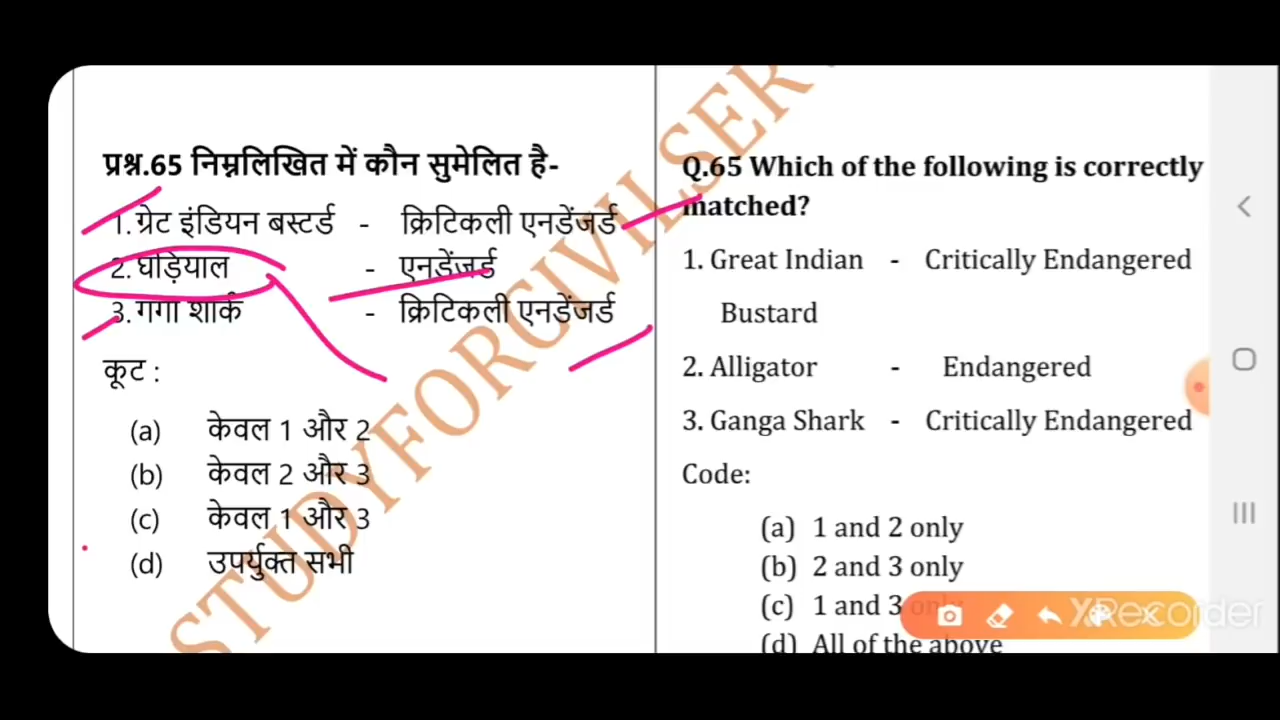 प्रश्न.65 निम्नलिखित में कौन सुमेलित है-
1. ग्रेट इंडियन बस्टर्ड - क्रिटिकली एनडेंजर्ड
2. घड़ियाल - एनडेंजर्ड
3. गंगा शार्क - क्रिटिकली एनडेंजर्ड
कूट :
(a) केवल 1 और 2
(b) केवल 2 और 3
(c) केवल 1 और 3
(d) उपर्युक्त सभी
Q.65 Which of the following is correctly
matched?
1. Great Indian - Critically Endangered
Bustard
2. Alligator - Endangered
3. Ganga Shark - Critically Endangered
Code:
(a) 1 and 2 only
(b) 2 and 3 only
(c) 1 and 3 only
(d) All of the above
STUDYFORCIVILSER
XRecorder